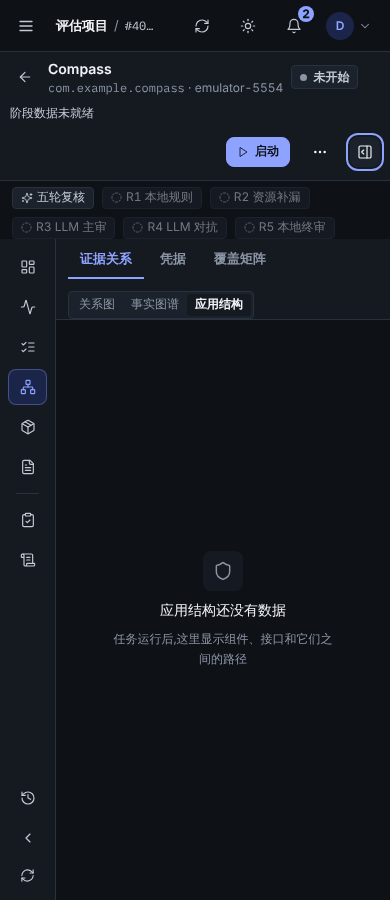 评估项目 / #40…
2
D
Compass
com.example.compass · emulator-5554
未开始
阶段数据未就绪
启动
五轮复核
R1 本地规则
R2 资源补漏
R3 LLM 主审
R4 LLM 对抗
R5 本地终审
证据关系
凭据
覆盖矩阵
关系图
事实图谱
应用结构
应用结构还没有数据
任务运行后,这里显示组件、接口和它们之
间的路径